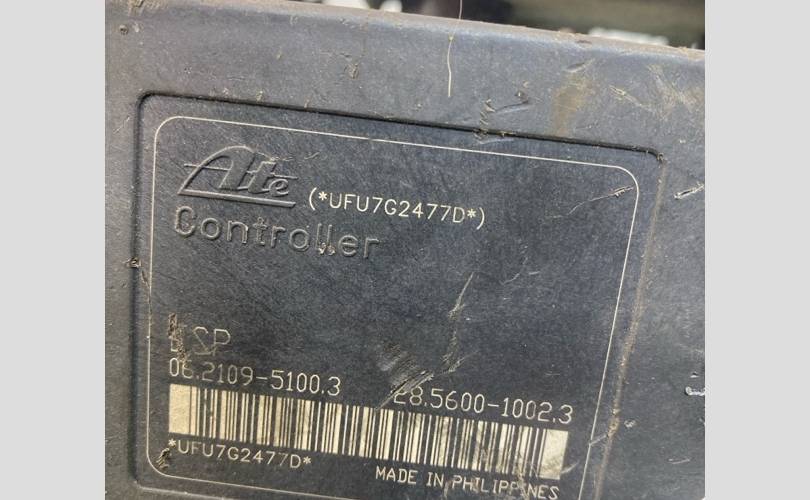 Ate (*UFU7G2477D*)
Controller
ESP
06.2109-5100.3 28.5600-1002.3
*UFU7G2477D*
MADE IN PHILIPPINES